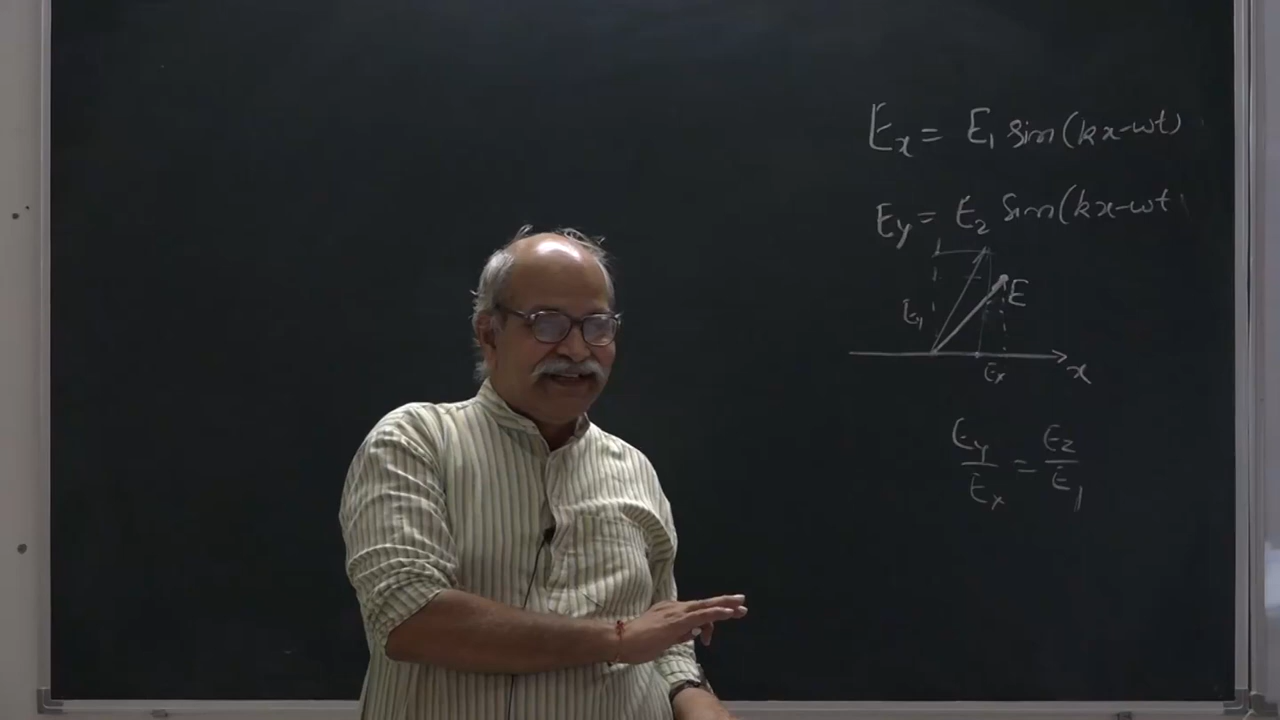 Ex = E1 sin(kx-ωt)
Ey = E2 sin(kx-ωt
E1
E
Ex
x
Ey/Ex = E2/E1